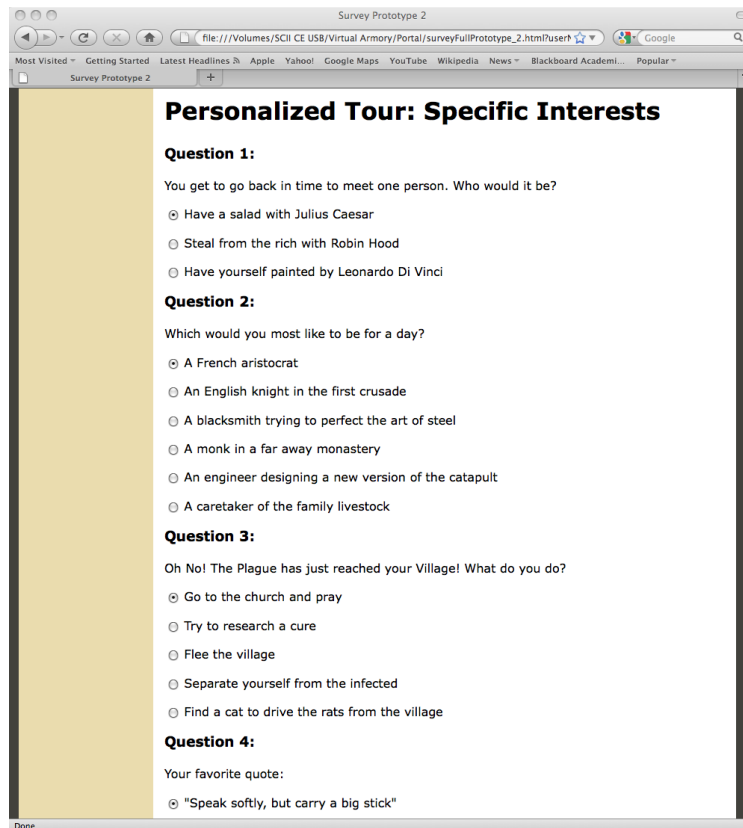 Survey Prototype 2
file:///Volumes/SCII CE USB/Virtual Armory/Portal/surveyFullPrototype_2.html?userN
Google
Most Visited Getting Started Latest Headlines Apple Yahoo! Google Maps YouTube Wikipedia News Blackboard Academi... Popular
Survey Prototype 2 +
Personalized Tour: Specific Interests
Question 1:
You get to go back in time to meet one person. Who would it be?
Have a salad with Julius Caesar
Steal from the rich with Robin Hood
Have yourself painted by Leonardo Di Vinci
Question 2:
Which would you most like to be for a day?
A French aristocrat
An English knight in the first crusade
A blacksmith trying to perfect the art of steel
A monk in a far away monastery
An engineer designing a new version of the catapult
A caretaker of the family livestock
Question 3:
Oh No! The Plague has just reached your Village! What do you do?
Go to the church and pray
Try to research a cure
Flee the village
Separate yourself from the infected
Find a cat to drive the rats from the village
Question 4:
Your favorite quote:
"Speak softly, but carry a big stick"
Done